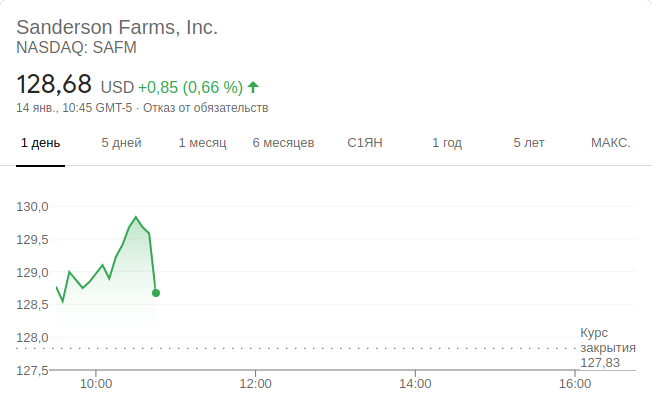 Sanderson Farms, Inc.
NASDAQ: SAFM
128,68 USD +0,85 (0,66 %)
14 янв., 10:45 GMT-5 · Отказ от обязательств
1 день 5 дней 1 месяц 6 месяцев С1ЯН 1 год 5 лет МАКС.
130,0
129,5
129,0
128,5
128,0
127,5
Курс
закрытия
127,83
10:00 12:00 14:00 16:00